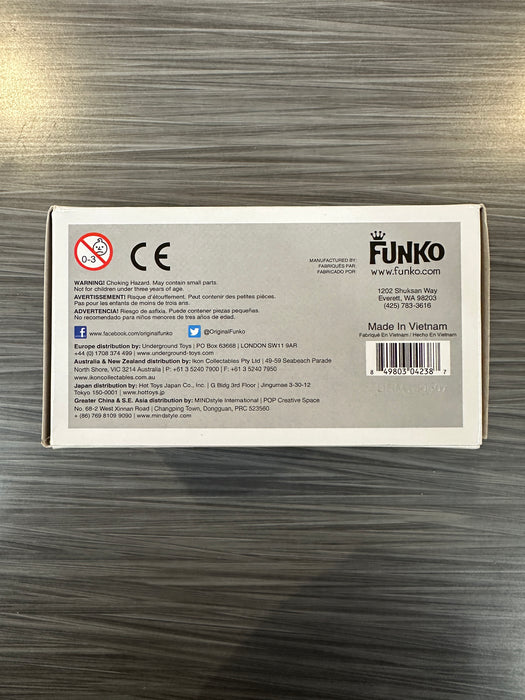 0-3
CE
MANUFACTURED BY:
FABRIQUÉS PAR:
FABRICADO POR:
FUNKO
www.funko.com
1202 Shuksan Way
Everett, WA 98203
(425) 783-3616
WARNING! Choking Hazard. May contain small parts.
Not for children under three years of age.
AVERTISSEMENT! Risque d'étouffement. Peut contenir des petites pièces.
Pas pour les enfants de moins de trois ans.
ADVERTENCIA! Riesgo de asfixia. Puede contener piezas pequeñas.
No recomendado para niños menores de tres años de edad.
www.facebook.com/originalfunko
@OriginalFunko
Made In Vietnam
Fabriqué En Vietnam / Hecho En Vietnam
Europe distribution by: Underground Toys | PO Box 63668 | LONDON SW11 9AR
+44 (0) 1708 374 499 | www.underground-toys.com
Australia & New Zealand distribution by: Ikon Collectables Pty Ltd | 49-59 Seabeach Parade
North Shore, VIC 3214 Australia | P: +61 3 5240 7900 | F: +61 3 5240 7950
www.ikoncollectables.com.au
Japan distribution by: Hot Toys Japan Co., Inc. | G Bldg 3rd Floor | Jingumae 3-30-12
Tokyo 150-0001 | www.hottoys.jp
Greater China & S.E. Asia distribution by: MINDstyle International | POP Creative Space
No. 68-2 West Xinnan Road | Changping Town, Dongguan, PRC 523560
+ (86) 769 8109 9090 | www.mindstyle.com
8 49803 04238 7